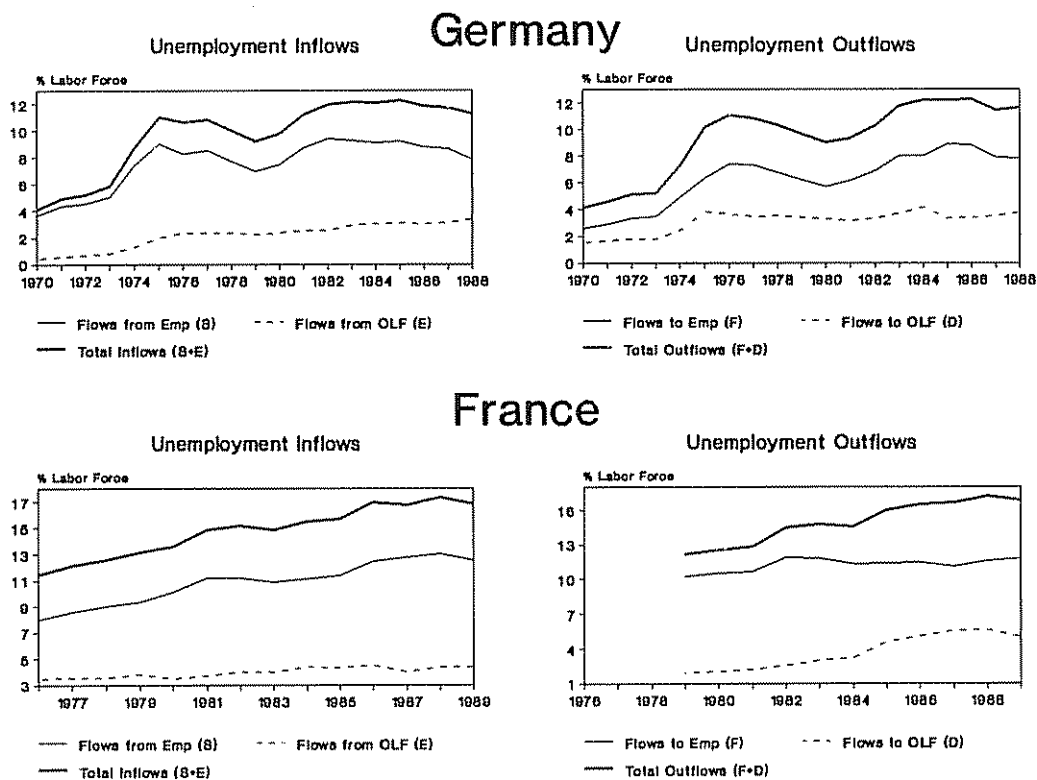 Germany
Unemployment Inflows
Unemployment Outflows
% Labor Force
12
10
8
6
4
2
0
1970 1972 1974 1976 1978 1980 1982 1984 1986 1988
Flows from Emp (S) Flows from OLF (E)
Total Inflows (S+E)
% Labor Force
12
10
8
6
4
2
0
1970 1972 1974 1976 1978 1980 1982 1984 1986 1988
Flows to Emp (F) Flows to OLF (D)
Total Outflows (F+D)
France
Unemployment Inflows
Unemployment Outflows
% Labor Force
17
15
13
11
9
7
5
3
1977 1979 1981 1983 1985 1987 1989
Flows from Emp (S) Flows from OLF (E)
Total Inflows (S+E)
% Labor Force
16
13
10
7
4
1
1976 1978 1980 1982 1984 1986 1988
Flows to Emp (F) Flows to OLF (D)
Total Outflows (F+D)